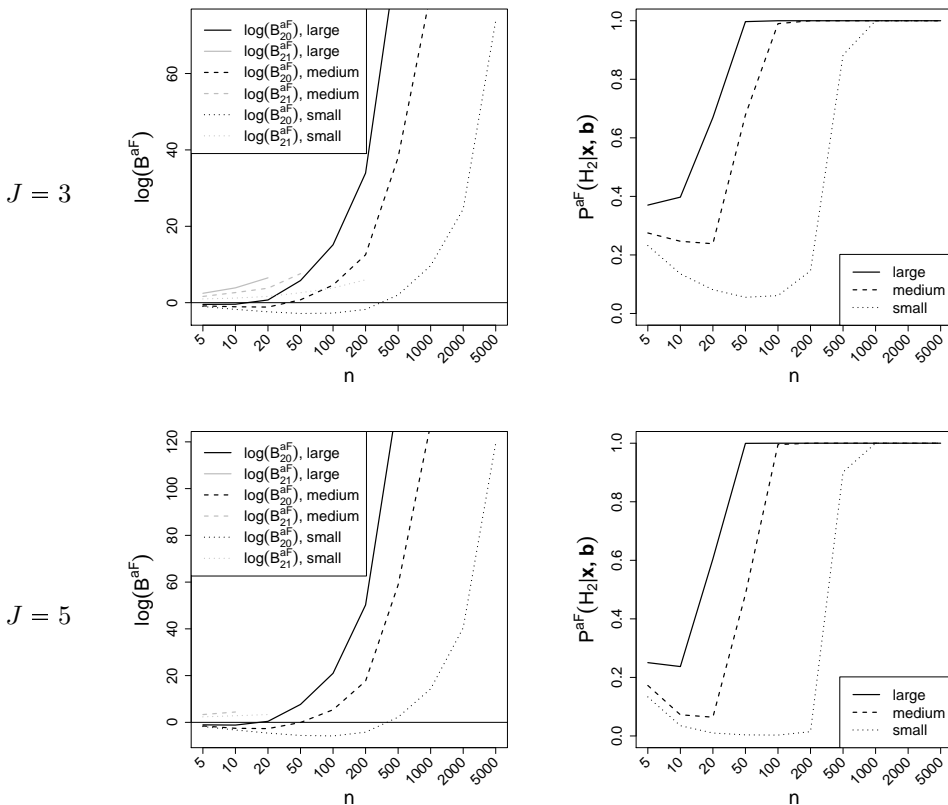 J = 3
log(B^aF)
0 20 40 60
log(B^aF_20), large
log(B^aF_21), large
log(B^aF_20), medium
log(B^aF_21), medium
log(B^aF_20), small
log(B^aF_21), small
5 10 20 50 100 200 500 1000 2000 5000
n
P^aF(H_2|x, b)
0.0 0.2 0.4 0.6 0.8 1.0
large
medium
small
5 10 20 50 100 200 500 1000 2000 5000
n
J = 5
log(B^aF)
0 20 40 60 80 100 120
log(B^aF_20), large
log(B^aF_21), large
log(B^aF_20), medium
log(B^aF_21), medium
log(B^aF_20), small
log(B^aF_21), small
5 10 20 50 100 200 500 1000 2000 5000
n
P^aF(H_2|x, b)
0.0 0.2 0.4 0.6 0.8 1.0
large
medium
small
5 10 20 50 100 200 500 1000 2000 5000
n